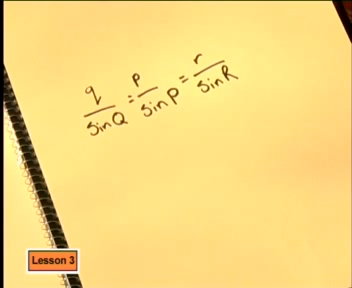 q/sinQ = p/sinP = r/sinR
Lesson 3